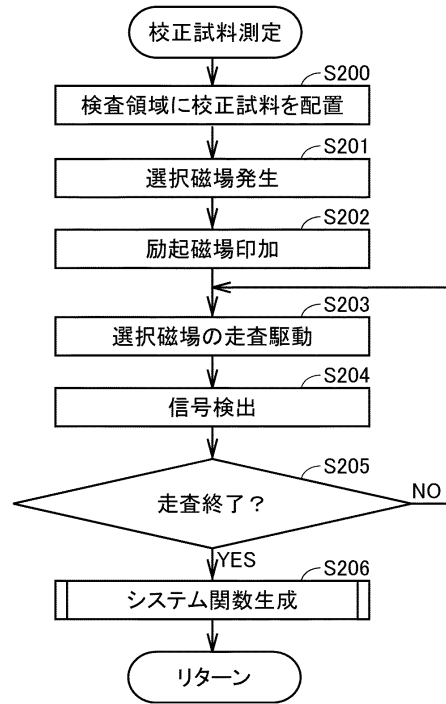 校正試料測定
S200
検査領域に校正試料を配置
S201
選択磁場発生
S202
励起磁場印加
S203
選択磁場の走査駆動
S204
信号検出
S205
走査終了?
NO
YES
S206
システム関数生成
リターン